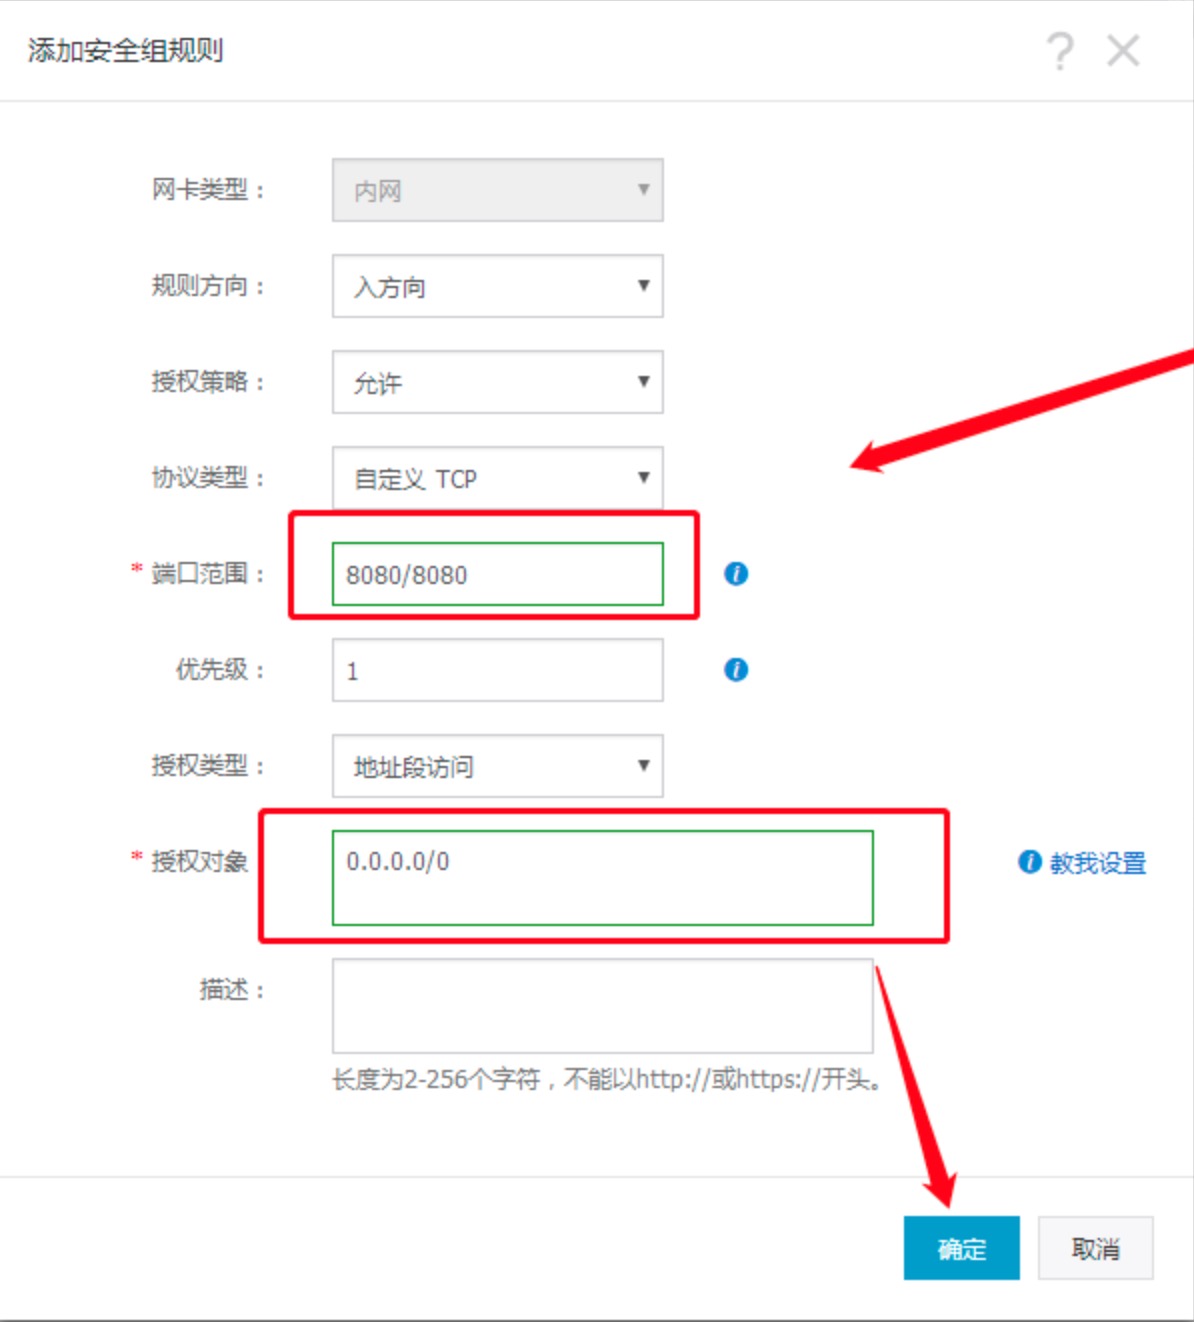 添加安全组规则
网卡类型： 内网
规则方向： 入方向
授权策略： 允许
协议类型： 自定义 TCP
* 端口范围： 8080/8080
优先级： 1
授权类型： 地址段访问
* 授权对象 0.0.0.0/0 教我设置
描述：
长度为2-256个字符，不能以http://或https://开头。
确定 取消